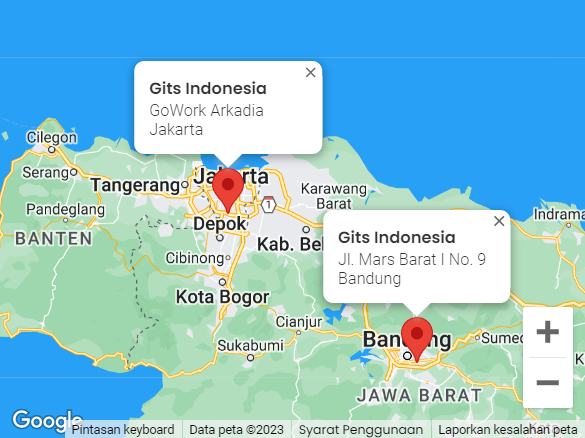 Gits Indonesia
GoWork Arkadia
Jakarta
Cilegon
Serang
Tangerang
Jakarta
Karawang
Barat
1
Pandeglang
BANTEN
Depok
Kab. Be
Indrama
Gits Indonesia
Jl. Mars Barat I No. 9
Bandung
Cibinong
Kota Bogor
Cianjur
Sukabumi
Bandung
Sumed
JAWA BARAT
Google
Pintasan keyboard
Data peta ©2023
Syarat Penggunaan
Laporkan kesalahan peta